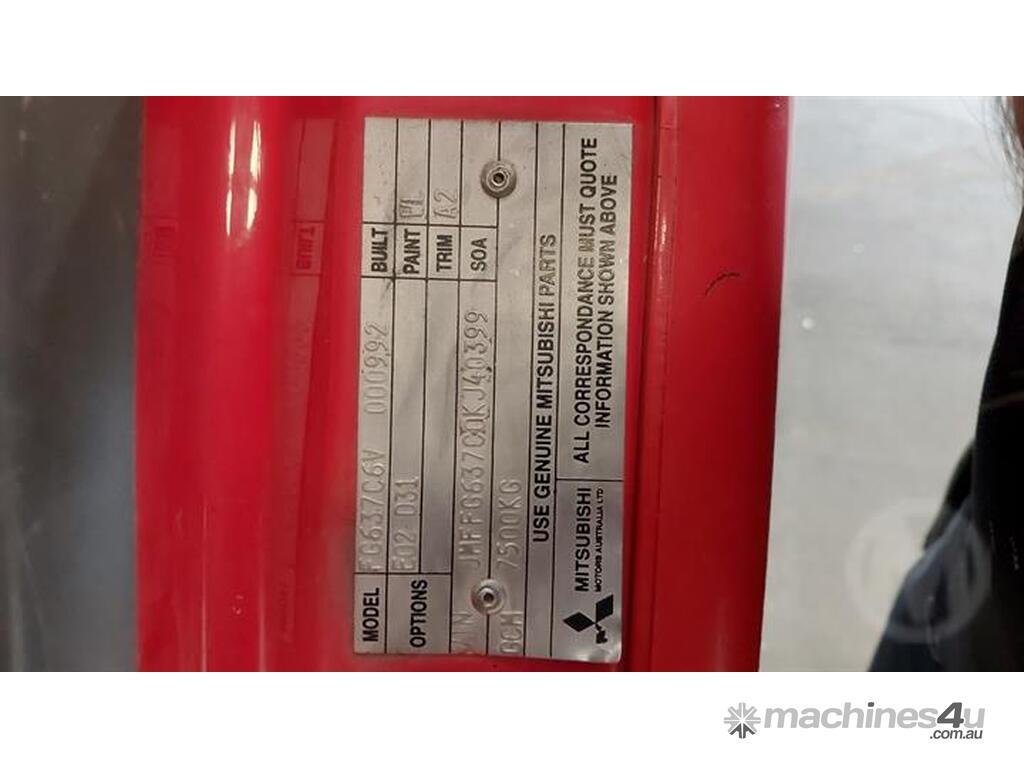 MODEL FG637C6V 000992 BUILT
OPTIONS E02 D31 PAINT
TRIM A2
VIN JMFFG637C0KJ40399 SOA
GCM 7500KG
USE GENUINE MITSUBISHI PARTS
MITSUBISHI
MOTORS AUSTRALIA LTD
ALL CORRESPONDANCE MUST QUOTE
INFORMATION SHOWN ABOVE
machines4u
.com.au